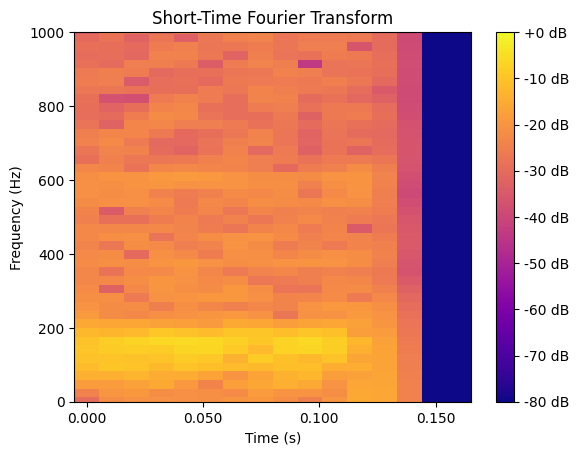 Short-Time Fourier Transform
1000
800
600
400
200
0
Frequency (Hz)
0.000
0.050
0.100
0.150
Time (s)
+0 dB
-10 dB
-20 dB
-30 dB
-40 dB
-50 dB
-60 dB
-70 dB
-80 dB